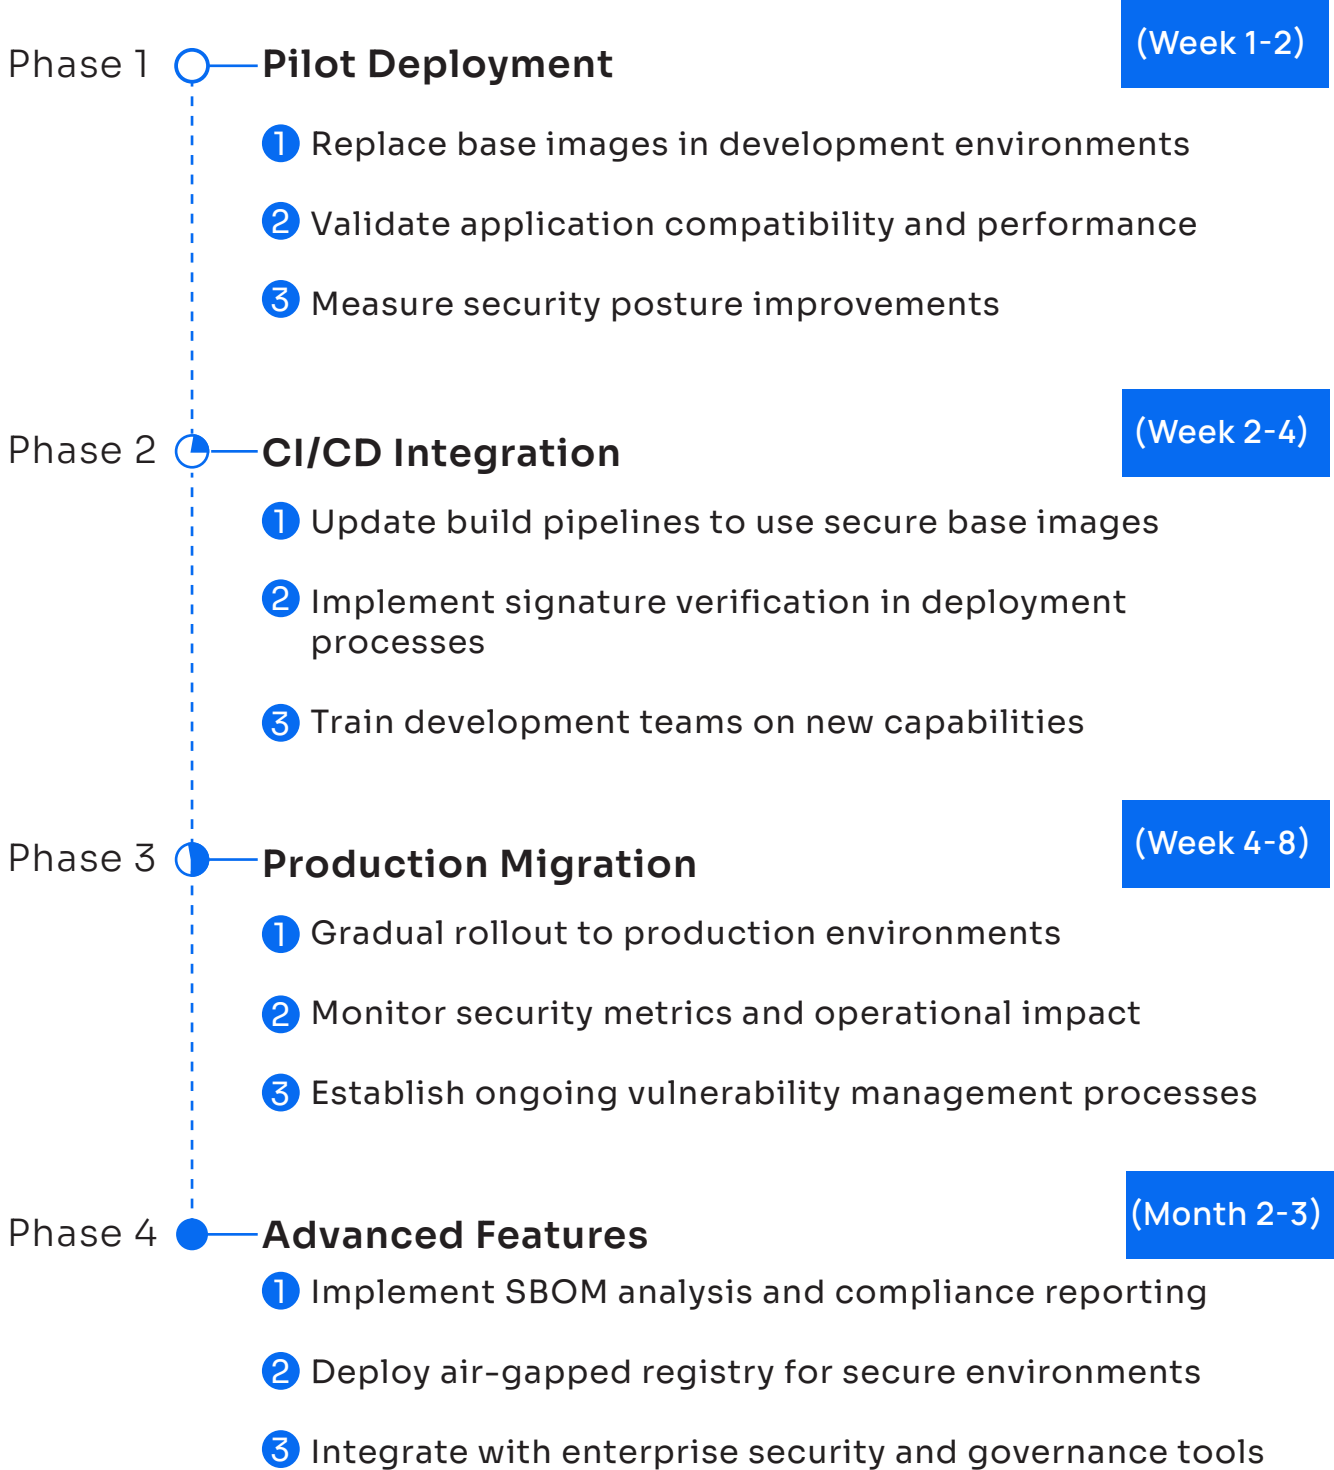 Phase 1
Pilot Deployment
(Week 1-2)
1 Replace base images in development environments
2 Validate application compatibility and performance
3 Measure security posture improvements
Phase 2
CI/CD Integration
(Week 2-4)
1 Update build pipelines to use secure base images
2 Implement signature verification in deployment
processes
3 Train development teams on new capabilities
Phase 3
Production Migration
(Week 4-8)
1 Gradual rollout to production environments
2 Monitor security metrics and operational impact
3 Establish ongoing vulnerability management processes
Phase 4
Advanced Features
(Month 2-3)
1 Implement SBOM analysis and compliance reporting
2 Deploy air-gapped registry for secure environments
3 Integrate with enterprise security and governance tools